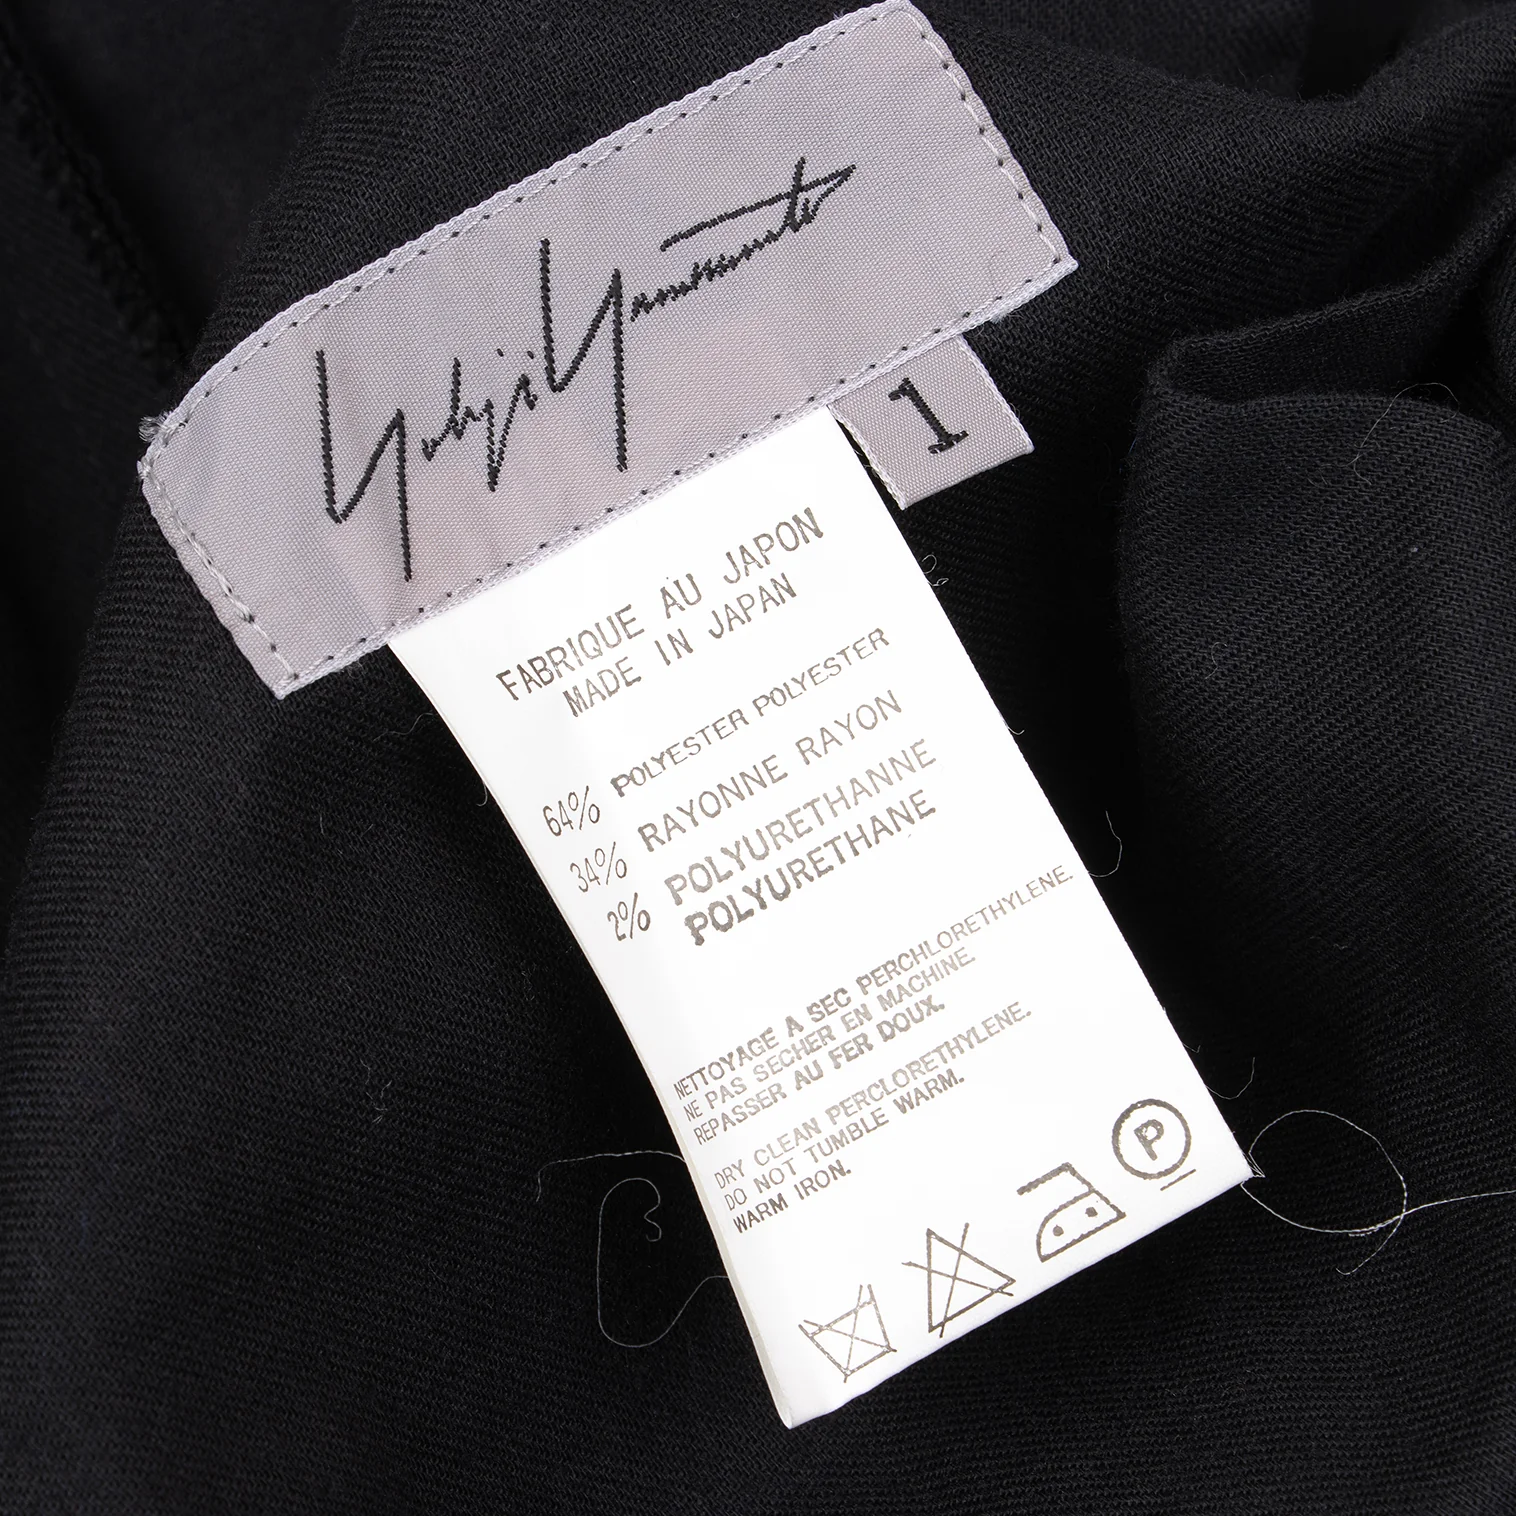 Yohji Yamamoto
1
FABRIQUE AU JAPON
MADE IN JAPAN
64% POLYESTER POLYESTER
34% RAYONNE RAYON
2% POLYURETHANNE
POLYURETHANE
NETTOYAGE A SEC PERCHLORETHYLENE.
NE PAS SECHER EN MACHINE.
REPASSER AU FER DOUX.
DRY CLEAN PERCLORETHYLENE.
DO NOT TUMBLE WARM.
WARM IRON.
P